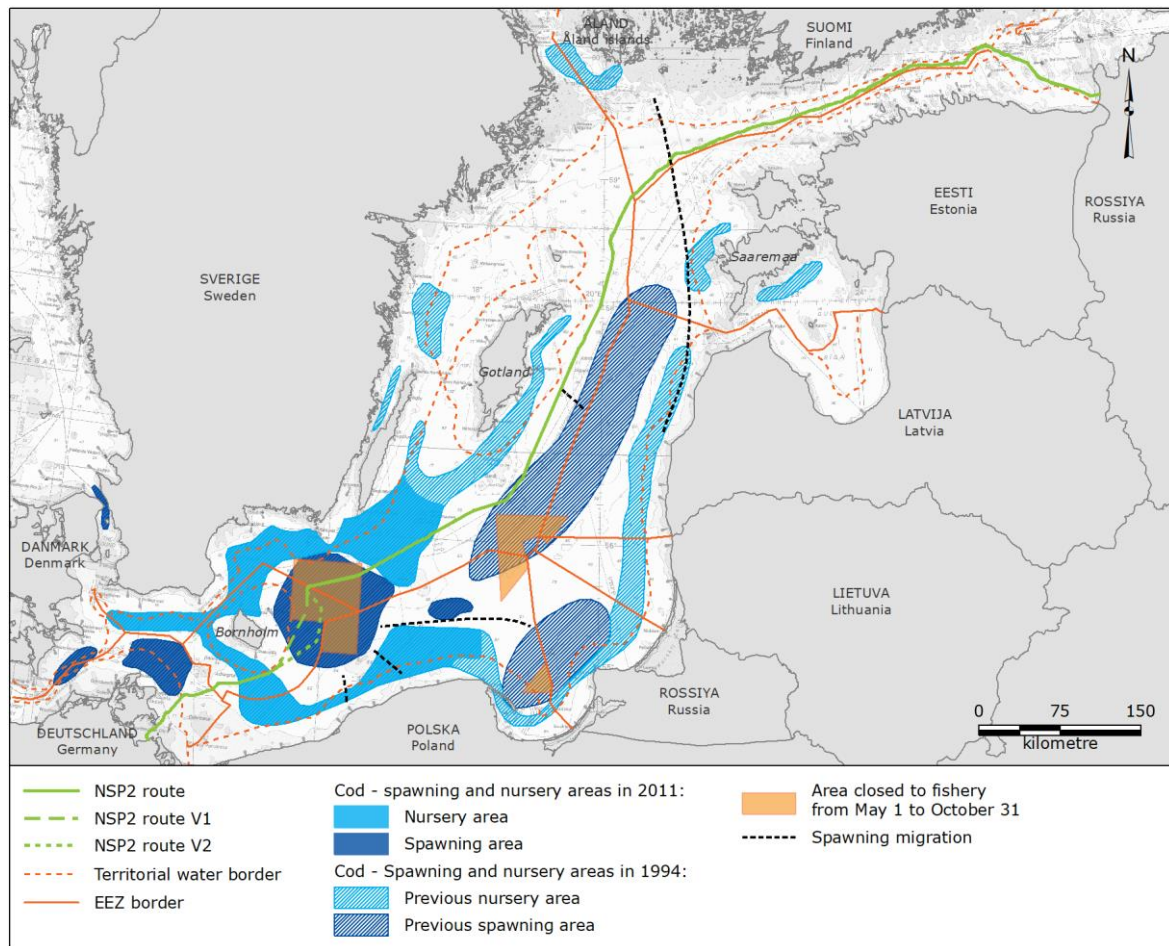 ÅLAND
Åland islands
SUOMI
Finland
N
EESTI
Estonia
ROSSIYA
Russia
SVERIGE
Sweden
Saaremaa
Gotland
LATVIJA
Latvia
DANMARK
Denmark
LIETUVA
Lithuania
Bornholm
ROSSIYA
Russia
DEUTSCHLAND
Germany
POLSKA
Poland
0 75 150
kilometre
NSP2 route
NSP2 route V1
NSP2 route V2
Territorial water border
EEZ border
Cod - spawning and nursery areas in 2011:
Nursery area
Spawning area
Cod - Spawning and nursery areas in 1994:
Previous nursery area
Previous spawning area
Area closed to fishery
from May 1 to October 31
Spawning migration